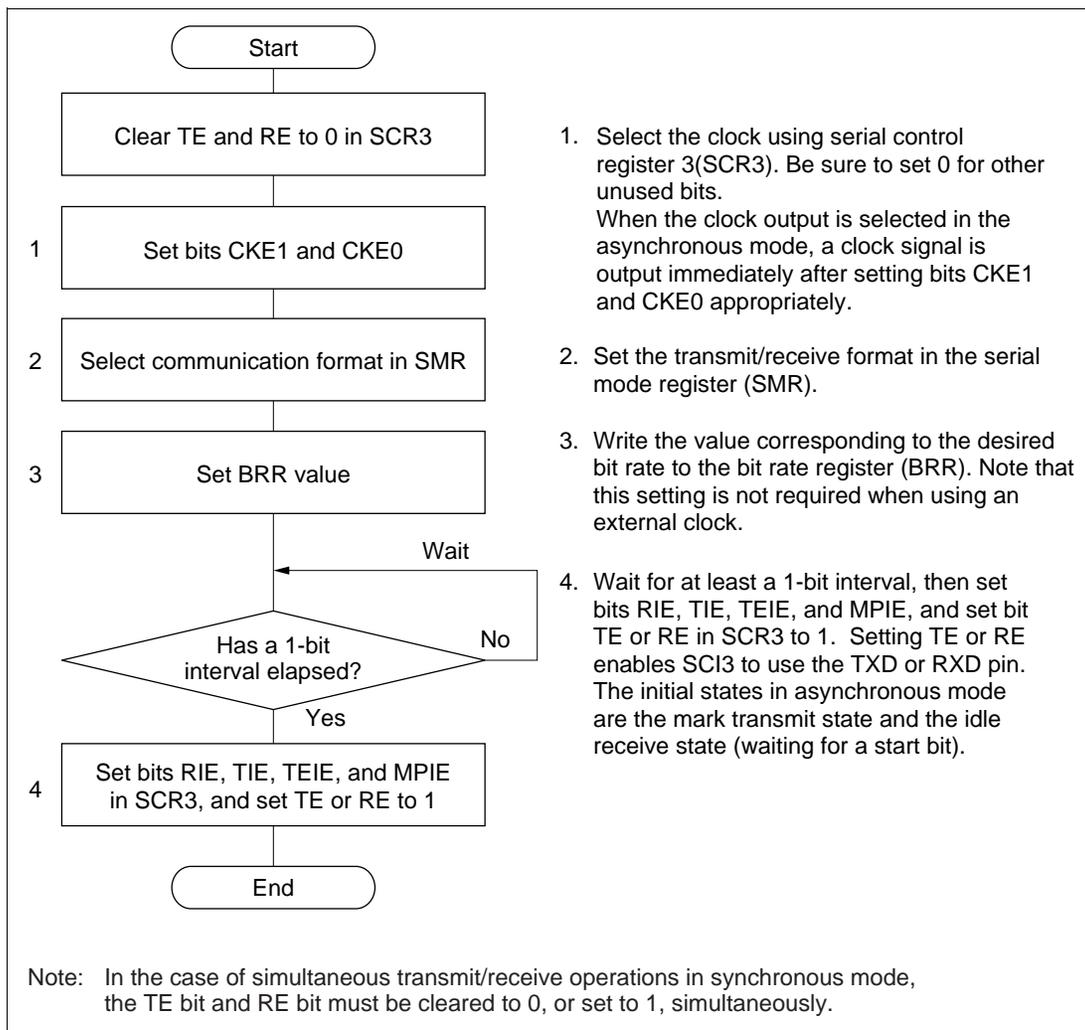 Start
Clear TE and RE to 0 in SCR3
1
Set bits CKE1 and CKE0
2
Select communication format in SMR
3
Set BRR value
Wait
Has a 1-bit
interval elapsed?
No
Yes
4
Set bits RIE, TIE, TEIE, and MPIE
in SCR3, and set TE or RE to 1
End
1. Select the clock using serial control
register 3(SCR3). Be sure to set 0 for other
unused bits.
When the clock output is selected in the
asynchronous mode, a clock signal is
output immediately after setting bits CKE1
and CKE0 appropriately.
2. Set the transmit/receive format in the serial
mode register (SMR).
3. Write the value corresponding to the desired
bit rate to the bit rate register (BRR). Note that
this setting is not required when using an
external clock.
4. Wait for at least a 1-bit interval, then set
bits RIE, TIE, TEIE, and MPIE, and set bit
TE or RE in SCR3 to 1. Setting TE or RE
enables SCI3 to use the TXD or RXD pin.
The initial states in asynchronous mode
are the mark transmit state and the idle
receive state (waiting for a start bit).
Note: In the case of simultaneous transmit/receive operations in synchronous mode,
the TE bit and RE bit must be cleared to 0, or set to 1, simultaneously.